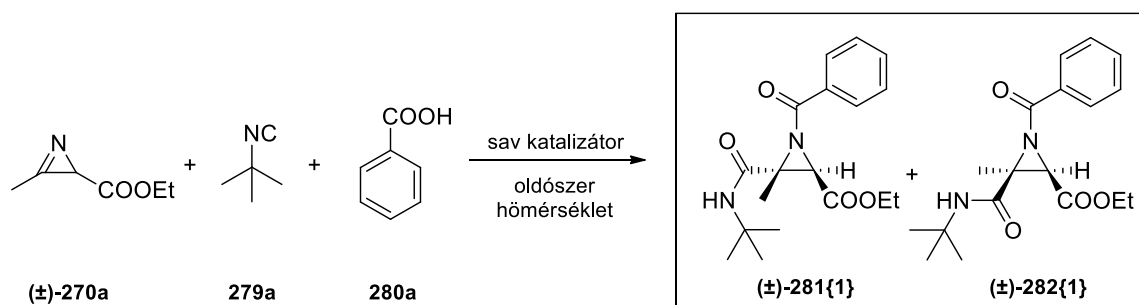 N
COOEt
(±)-270a
+
NC
279a
+
COOH
280a
sav katalizátor
oldószer
hömérséklet
O
N
O
H
HN
COOEt
(±)-281{1}
+
O
N
H
HN
COOEt
O
(±)-282{1}